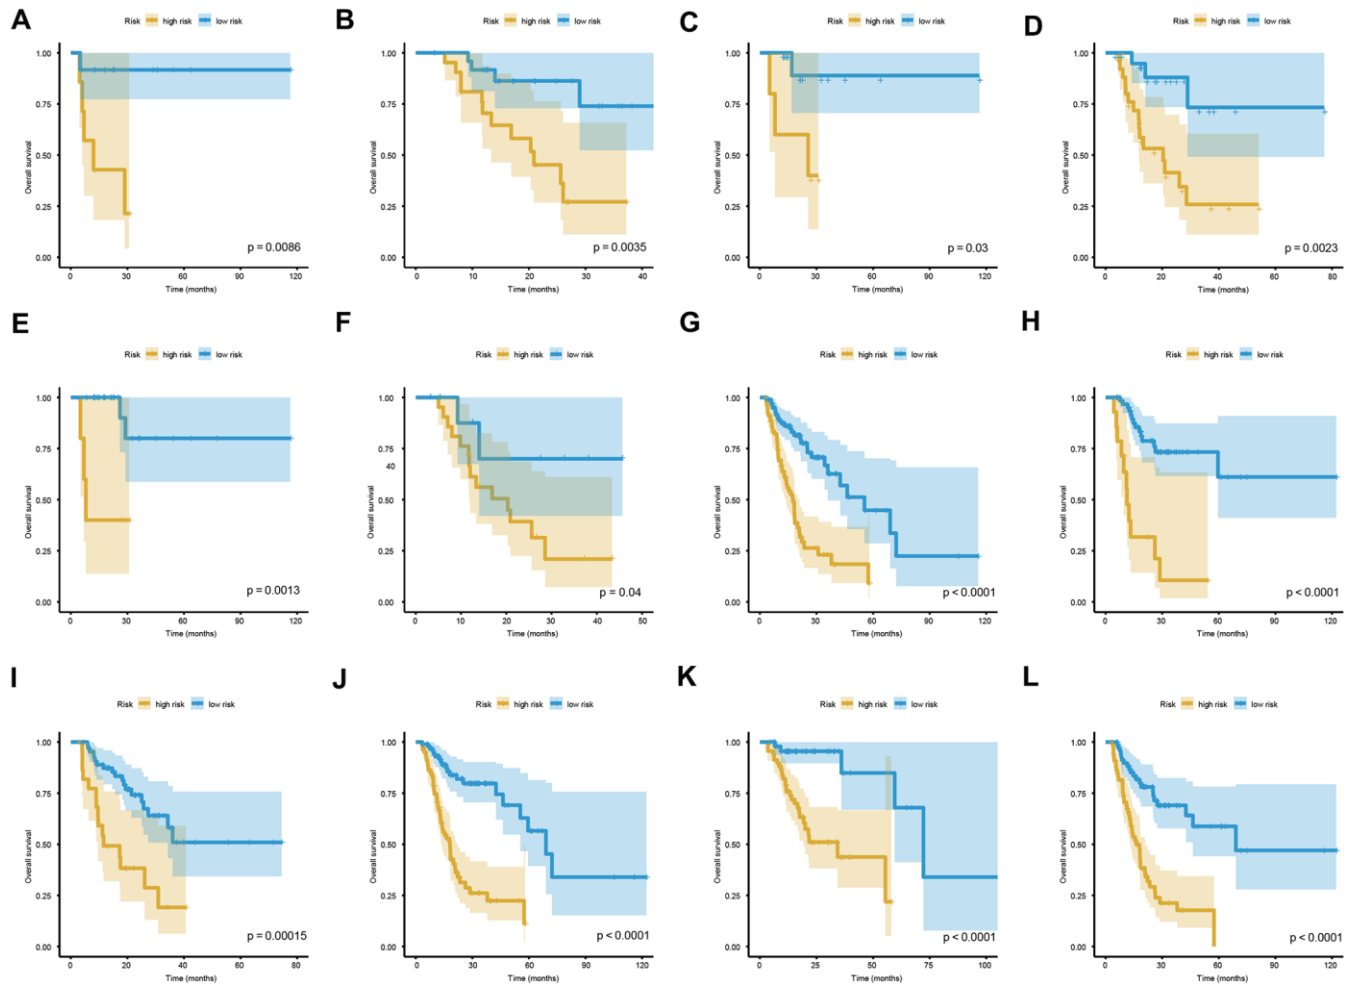 A
Risk high risk low risk
1.00
0.75
0.50
0.25
0.00
Overall survival
p = 0.0086
0 30 60 90 120
Time (months)
B
Risk high risk low risk
1.00
0.75
0.50
0.25
0.00
Overall survival
p = 0.0035
0 10 20 30 40
Time (months)
C
Risk high risk low risk
1.00
0.75
0.50
0.25
0.00
Overall survival
p = 0.03
0 30 60 90 120
Time (months)
D
Risk high risk low risk
1.00
0.75
0.50
0.25
0.00
Overall survival
p = 0.0023
0 20 40 60 80
Time (months)
E
Risk high risk low risk
1.00
0.75
0.50
0.25
0.00
Overall survival
p = 0.0013
0 30 60 90 120
Time (months)
F
Risk high risk low risk
1.00
0.75
40
0.50
0.25
0.00
Overall survival
p = 0.04
0 10 20 30 40 50
Time (months)
G
Risk high risk low risk
1.00
0.75
0.50
0.25
0.00
Overall survival
p < 0.0001
0 30 60 90 120
Time (months)
H
Risk high risk low risk
1.00
0.75
0.50
0.25
0.00
Overall survival
p < 0.0001
0 30 60 90 120
Time (months)
I
Risk high risk low risk
1.00
0.75
0.50
0.25
0.00
Overall survival
p = 0.00015
0 20 40 60 80
Time (months)
J
Risk high risk low risk
1.00
0.75
0.50
0.25
0.00
Overall survival
p < 0.0001
0 30 60 90 120
Time (months)
K
Risk high risk low risk
1.00
0.75
0.50
0.25
0.00
Overall survival
p < 0.0001
0 25 50 75 100
Time (months)
L
Risk high risk low risk
1.00
0.75
0.50
0.25
0.00
Overall survival
p < 0.0001
0 30 60 90 120
Time (months)